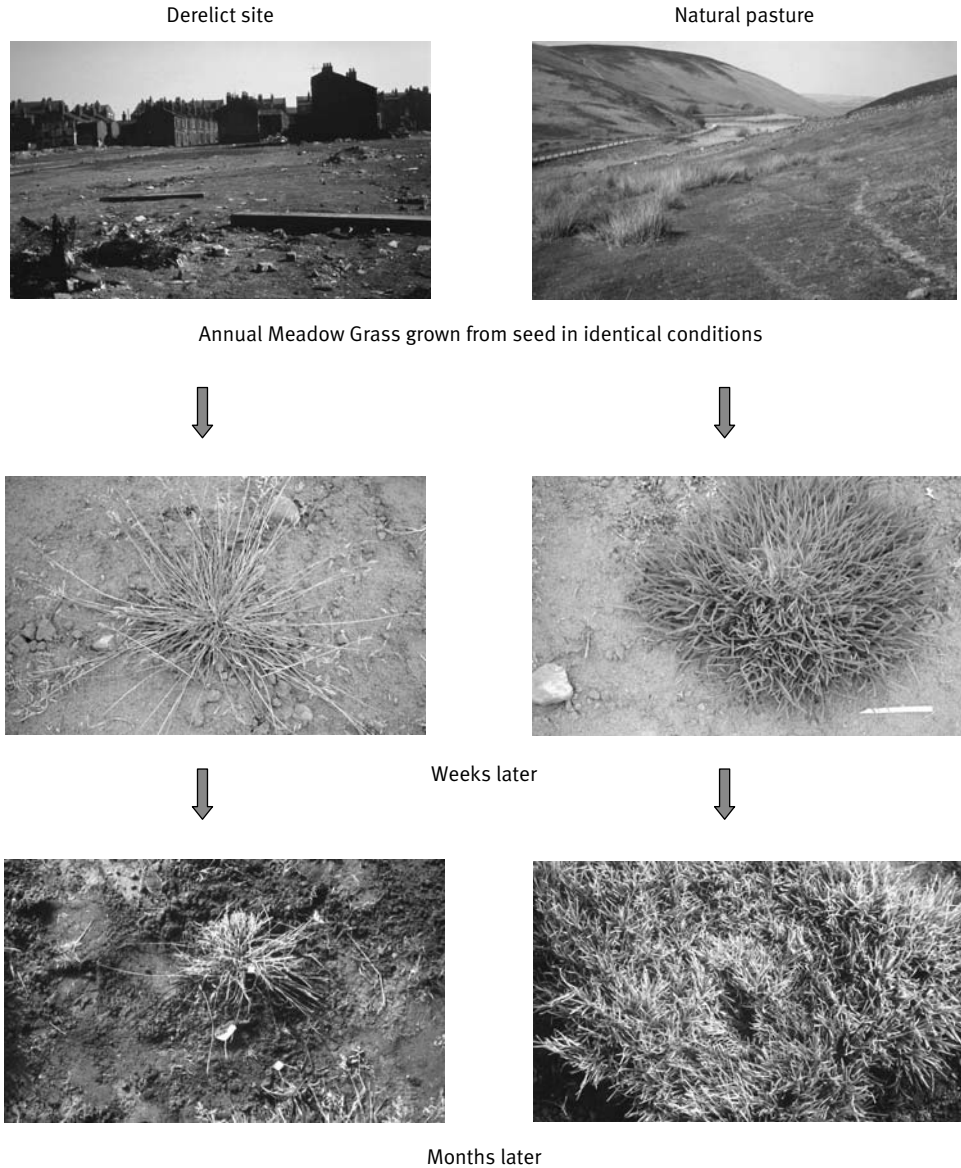 Derelict site
Natural pasture
Annual Meadow Grass grown from seed in identical conditions
Weeks later
Months later